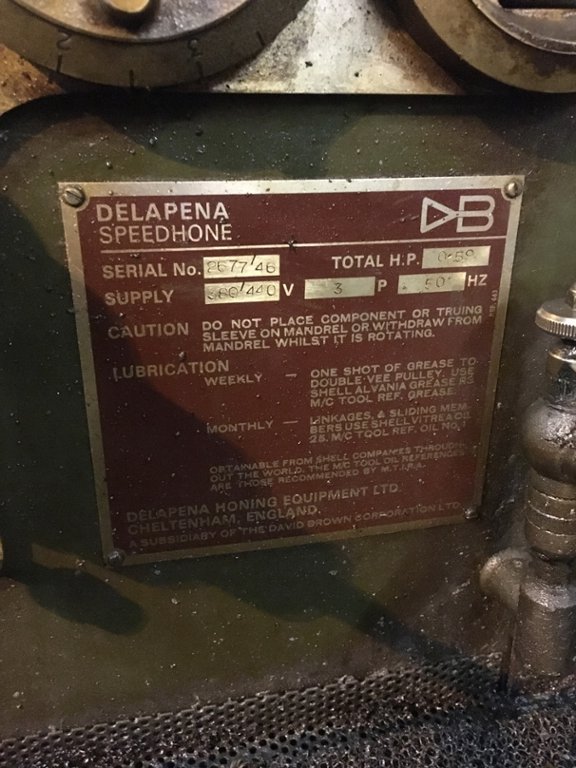 2 1
DELAPENA
SPEEDHONE
DB
SERIAL No. 2677/46 TOTAL H.P. 0·59
SUPPLY 380/440 V 3 P 50 HZ
CAUTION DO NOT PLACE COMPONENT OR TRUING
SLEEVE ON MANDREL OR WITHDRAW FROM
MANDREL WHILST IT IS ROTATING.
LUBRICATION
WEEKLY — ONE SHOT OF GREASE TO
DOUBLE VEE PULLEY. USE
SHELL ALVANIA GREASE
M/C TOOL REF. GREASE
MONTHLY — LINKAGES, & SLIDING MEM-
BERS USE SHELL VITREA OIL
M/C TOOL REF. OIL No. 1
OBTAINABLE FROM SHELL COMPANIES THROUGH-
OUT THE WORLD. THE M/C TOOL OIL REFERENCES
ARE THOSE RECOMMENDED BY M.T.I.R.A.
DELAPENA HONING EQUIPMENT LTD.
CHELTENHAM, ENGLAND.
A SUBSIDIARY OF THE DAVID BROWN CORPORATION LTD.